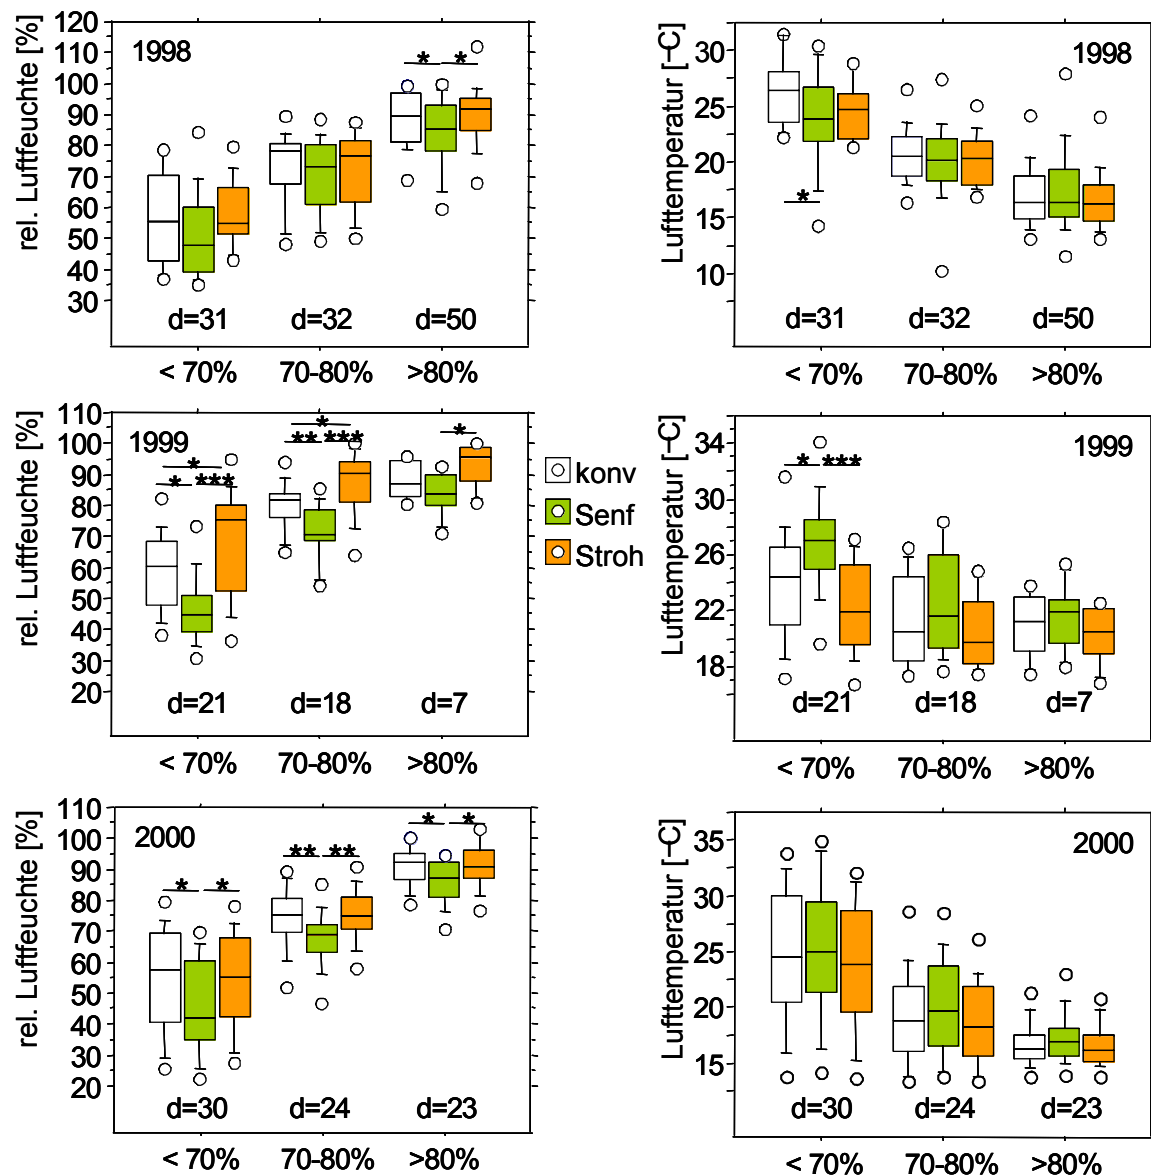 rel. Luftfeuchte [%]
120
110
100
90
80
70
60
50
40
30
1998
* *
d=31 d=32 d=50
< 70% 70-80% >80%
Lufttemperatur [¬C]
30
25
20
15
10
1998
*
d=31 d=32 d=50
< 70% 70-80% >80%
rel. Luftfeuchte [%]
110
100
90
80
70
60
50
40
30
20
1999
* * ***
* ** ***
*
d=21 d=18 d=7
< 70% 70-80% >80%
konv
Senf
Stroh
Lufttemperatur [¬C]
34
30
26
22
18
1999
* ***
d=21 d=18 d=7
< 70% 70-80% >80%
rel. Luftfeuchte [%]
110
100
90
80
70
60
50
40
30
20
2000
* *
** **
* *
d=30 d=24 d=23
< 70% 70-80% >80%
Lufttemperatur [¬C]
35
30
25
20
15
2000
d=30 d=24 d=23
< 70% 70-80% >80%